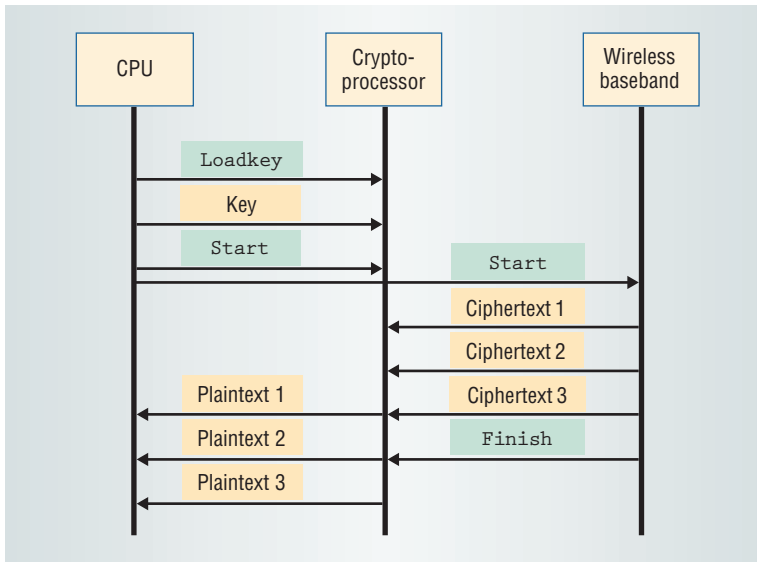 CPU
Crypto-
processor
Wireless
baseband
Loadkey
Key
Start
Start
Ciphertext 1
Ciphertext 2
Plaintext 1
Ciphertext 3
Plaintext 2
Finish
Plaintext 3